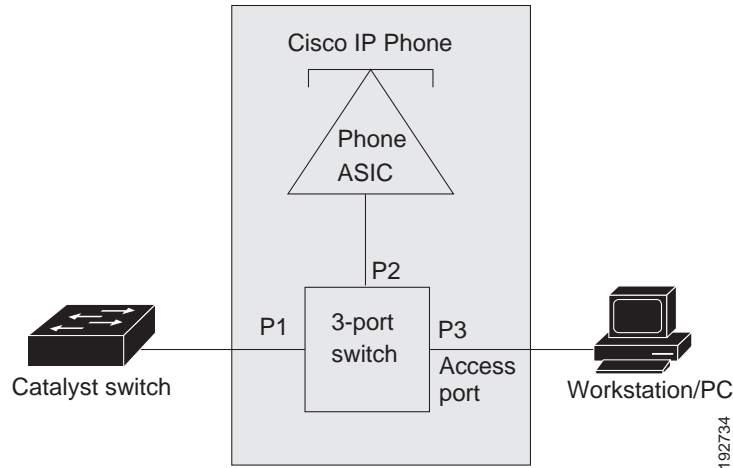 Cisco IP Phone
Phone
ASIC
P2
P1
3-port
switch
P3
Access
port
Catalyst switch
Workstation/PC
192734